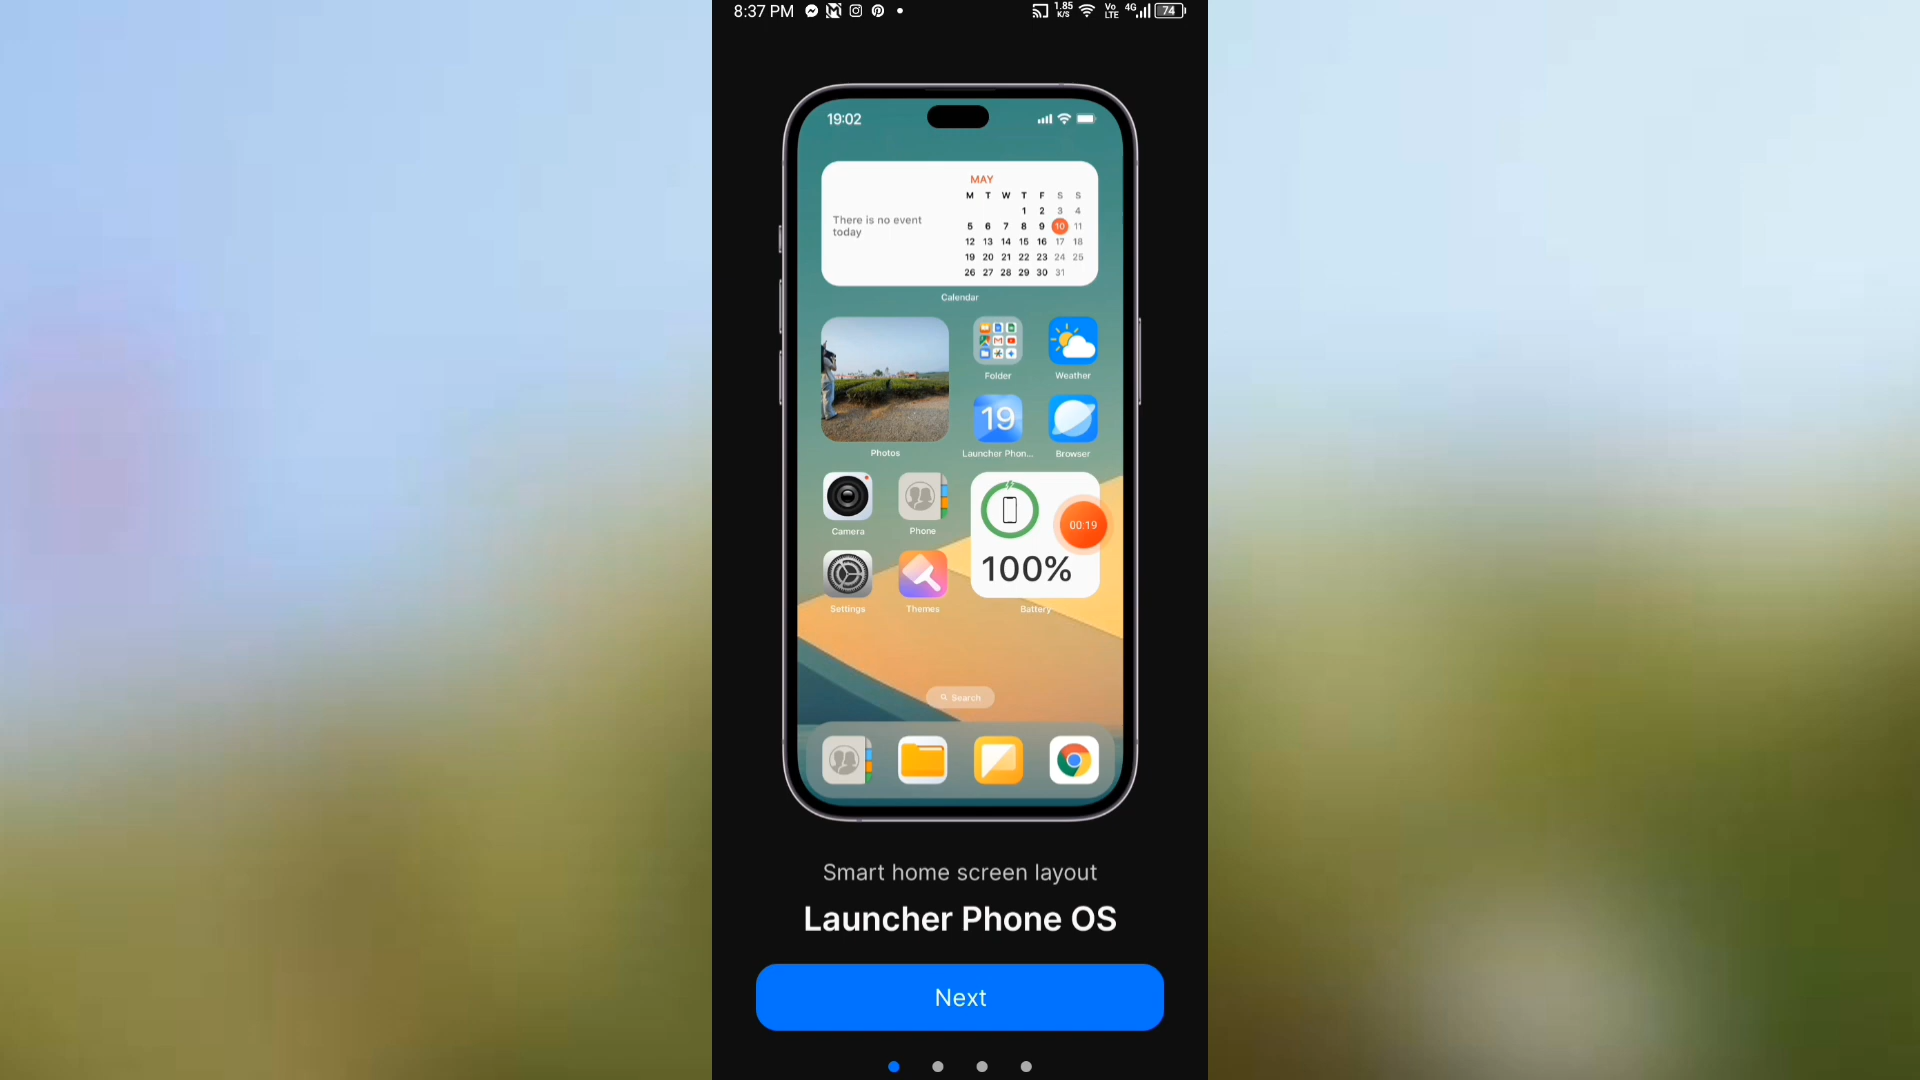 8:37 PM 1.85 K/S Vo LTE 4G 74
19:02
MAY
M T W T F S S
1 2 3 4
There is no event today
5 6 7 8 9 10 11
12 13 14 15 16 17 18
19 20 21 22 23 24 25
26 27 28 29 30 31
Calendar
Folder Weather
19
Photos Launcher Phon... Browser
Camera Phone
00:19
100%
Settings Themes Battery
Search
Smart home screen layout
Launcher Phone OS
Next